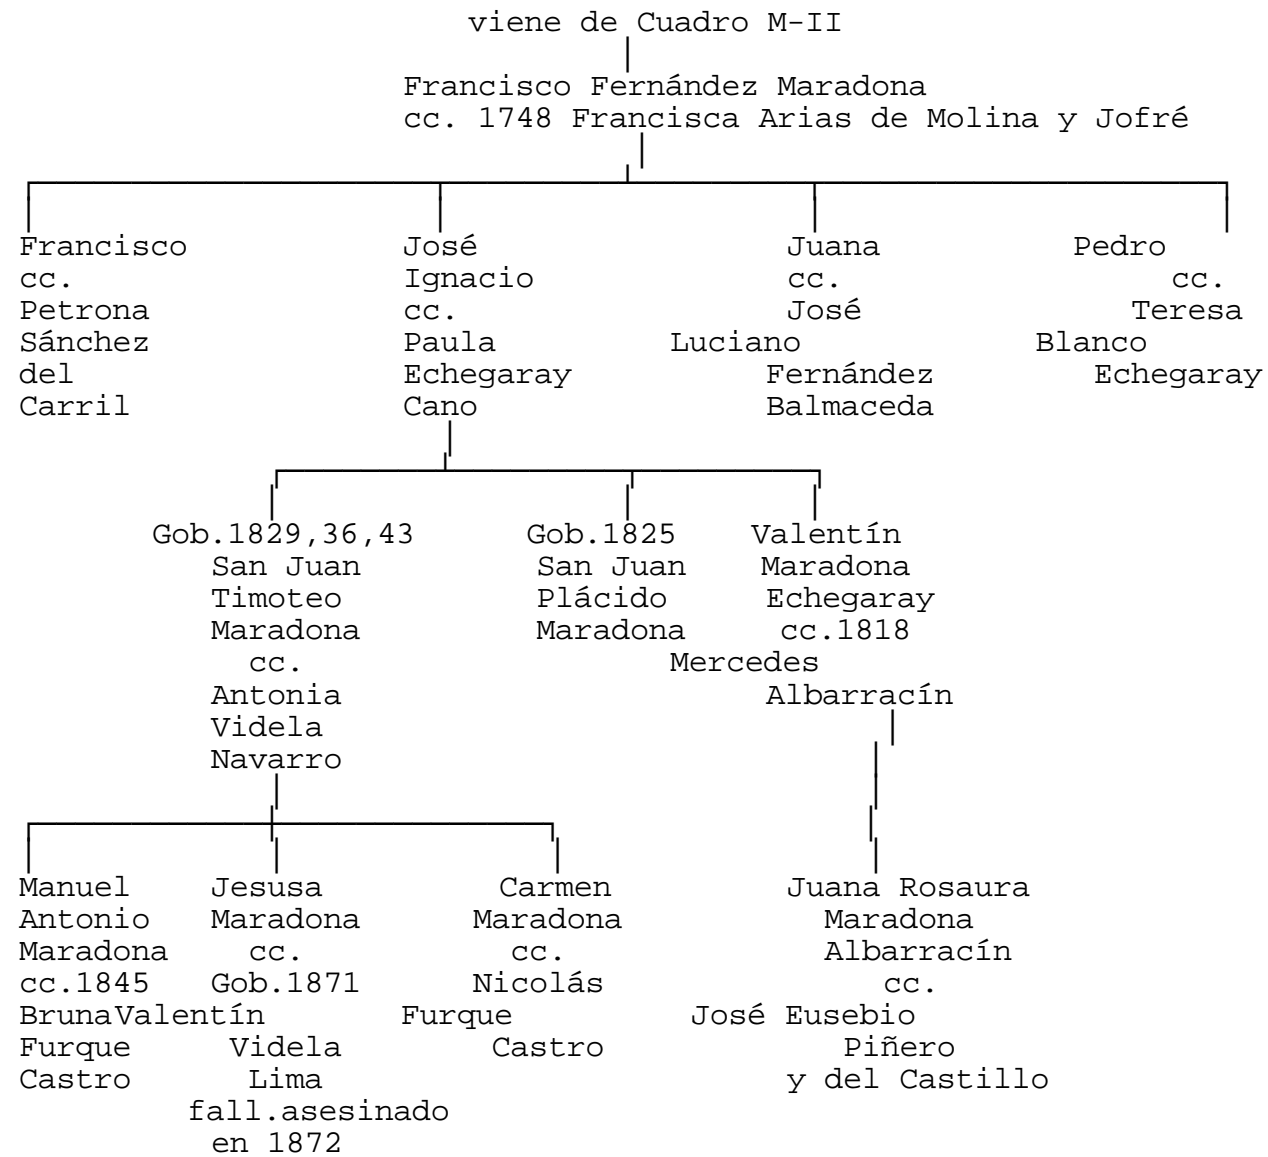 viene de Cuadro M-II
Francisco Fernández Maradona
cc. 1748 Francisca Arias de Molina y Jofré
Francisco José Juana Pedro
cc. Ignacio cc. cc.
Petrona cc. José Teresa
Sánchez Paula Luciano Blanco
del Echegaray Fernández Echegaray
Carril Cano Balmaceda
Gob.1829,36,43 Gob.1825 Valentín
San Juan San Juan Maradona
Timoteo Plácido Echegaray
Maradona Maradona cc.1818
cc. Mercedes
Antonia Albarracín
Videla
Navarro
Manuel Jesusa Carmen Juana Rosaura
Antonio Maradona Maradona Maradona
Maradona cc. cc. Albarracín
cc.1845 Gob.1871 Nicolás cc.
BrunaValentín Furque José Eusebio
Furque Videla Castro Piñero
Castro Lima y del Castillo
fall.asesinado
en 1872